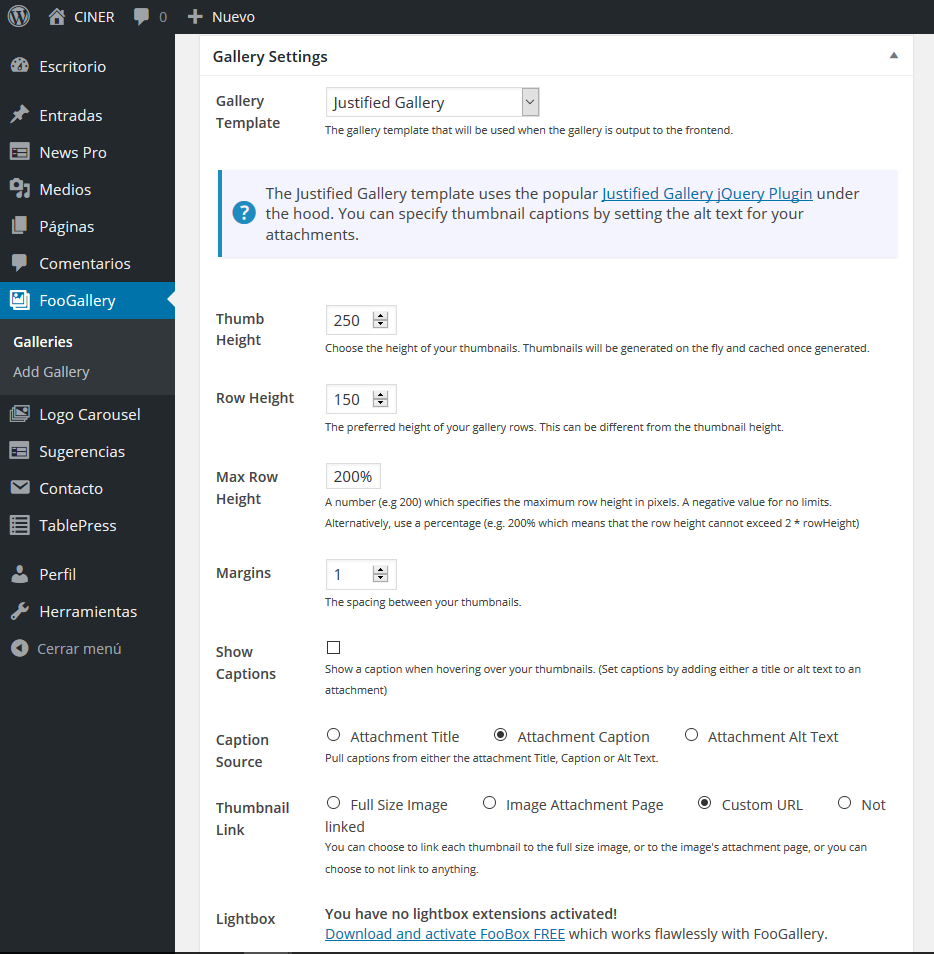 CINER 0 Nuevo
Escritorio
Entradas
News Pro
Medios
Páginas
Comentarios
FooGallery
Galleries
Add Gallery
Logo Carousel
Sugerencias
Contacto
TablePress
Perfil
Herramientas
Cerrar menú
Gallery Settings
Gallery
Template
Justified Gallery
The gallery template that will be used when the gallery is output to the frontend.
The Justified Gallery template uses the popular Justified Gallery jQuery Plugin under
the hood. You can specify thumbnail captions by setting the alt text for your
attachments.
Thumb
Height
250
Choose the height of your thumbnails. Thumbnails will be generated on the fly and cached once generated.
Row Height
150
The preferred height of your gallery rows. This can be different from the thumbnail height.
Max Row
Height
200%
A number (e.g 200) which specifies the maximum row height in pixels. A negative value for no limits.
Alternatively, use a percentage (e.g. 200% which means that the row height cannot exceed 2 * rowHeight)
Margins
1
The spacing between your thumbnails.
Show
Captions
Show a caption when hovering over your thumbnails. (Set captions by adding either a title or alt text to an
attachment)
Caption
Source
Attachment Title Attachment Caption Attachment Alt Text
Pull captions from either the attachment Title, Caption or Alt Text.
Thumbnail
Link
Full Size Image Image Attachment Page Custom URL Not
linked
You can choose to link each thumbnail to the full size image, or to the image's attachment page, or you can
choose to not link to anything.
Lightbox
You have no lightbox extensions activated!
Download and activate FooBox FREE which works flawlessly with FooGallery.